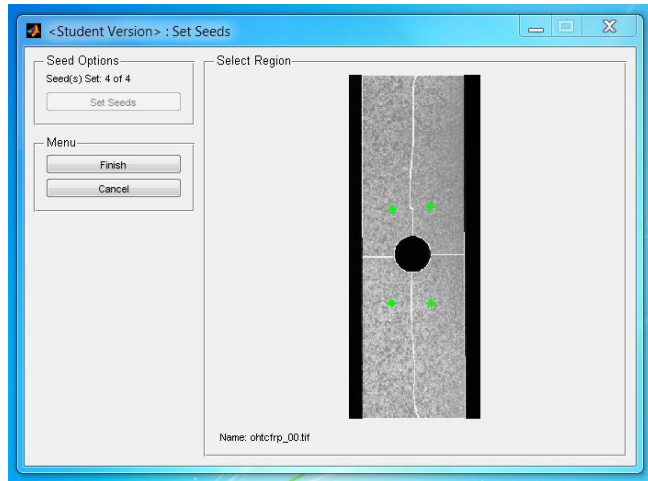 <Student Version> : Set Seeds
Seed Options
Seed(s) Set: 4 of 4
Set Seeds
Menu
Finish
Cancel
Select Region
Name: ohtcfrp_00.tif